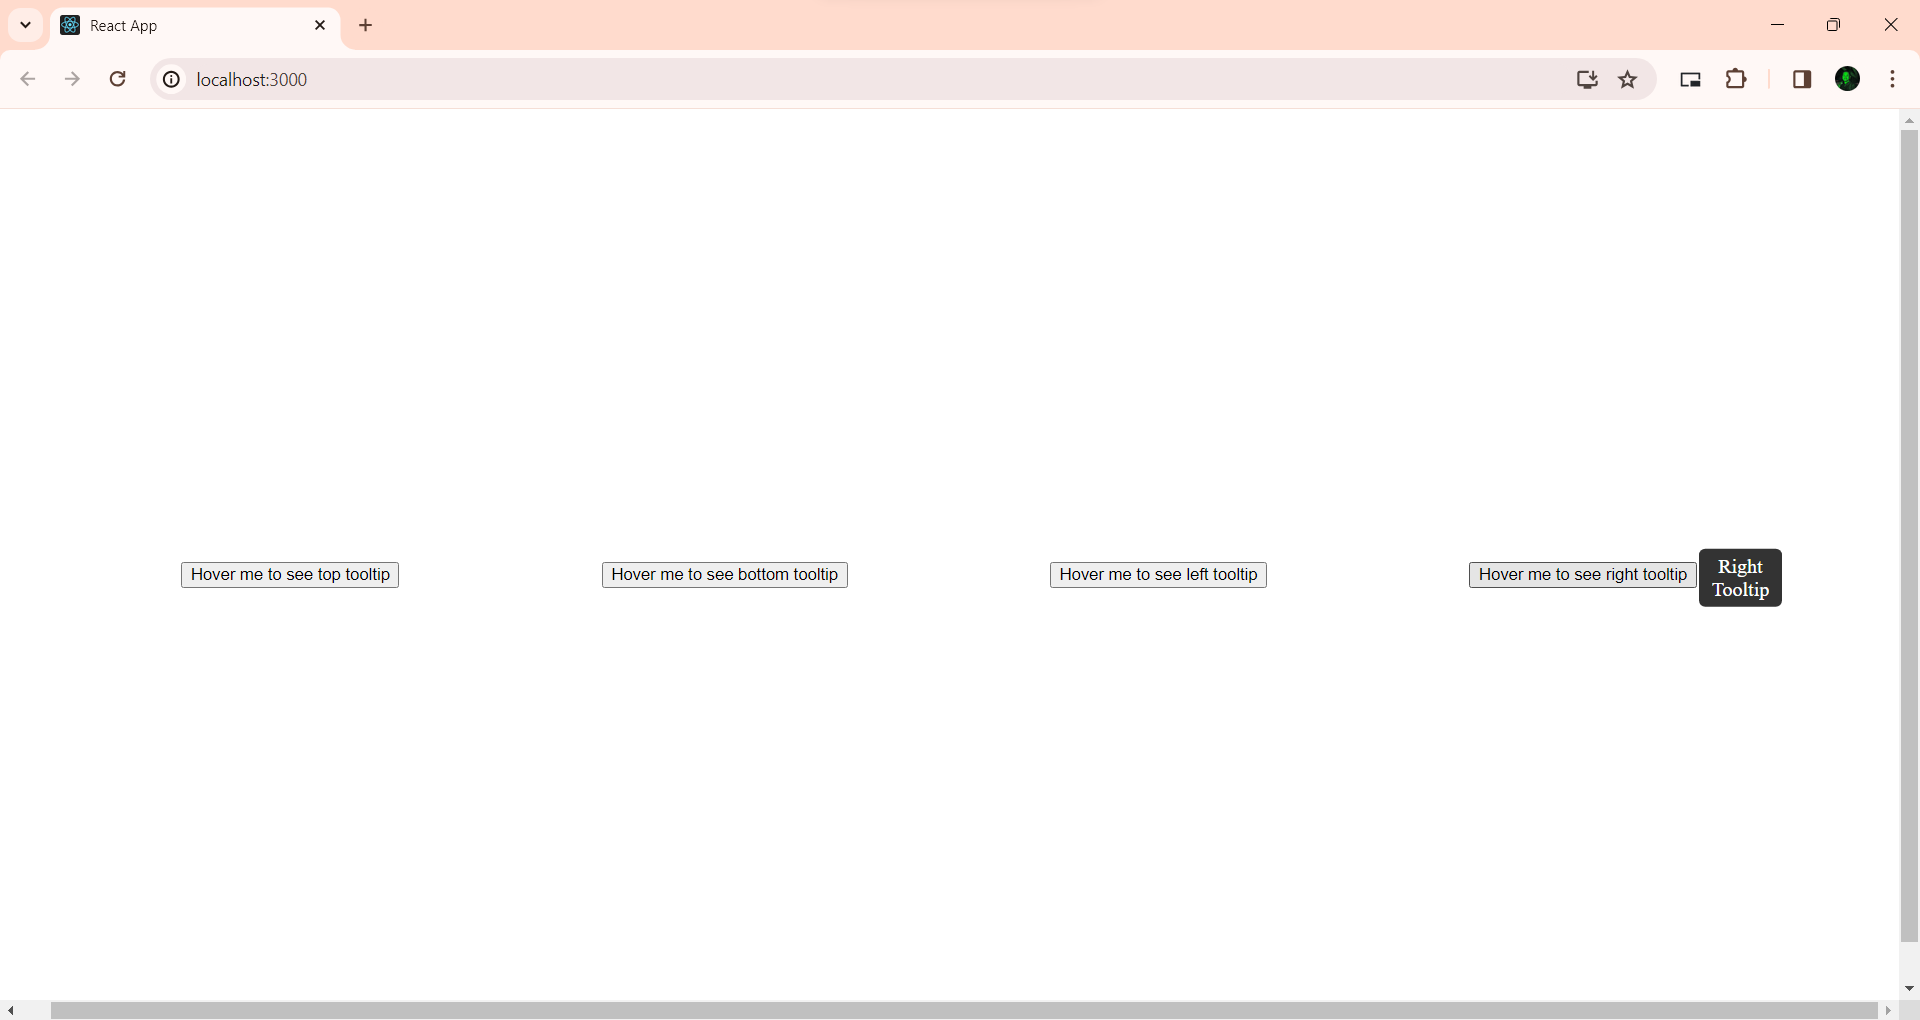 React App
localhost:3000
Hover me to see top tooltip
Hover me to see bottom tooltip
Hover me to see left tooltip
Hover me to see right tooltip
Right
Tooltip